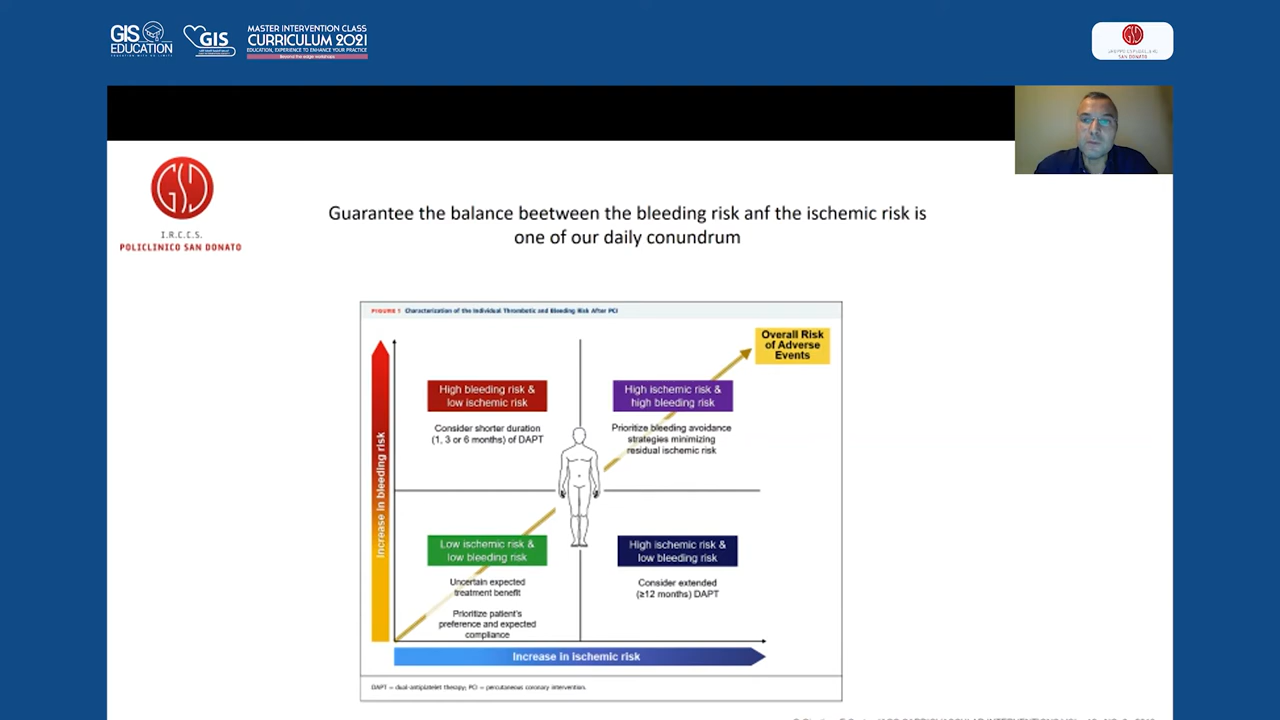 GIS
EDUCATION
GIS
MASTER INTERVENTION CLASS
CURRICULUM 2021
EDUCATION, EXPERIENCE TO ENHANCE YOUR PRACTICE
Beyond the edge workshops
SAN DONATO
GSD
I.R.C.C.S.
POLICLINICO SAN DONATO
Guarantee the balance beetween the bleeding risk anf the ischemic risk is
one of our daily conundrum
FIGURE 1 Characterization of the Individual Thrombotic and Bleeding Risk After PCI
Overall Risk
of Adverse
Events
Increase in bleeding risk
High bleeding risk &
low ischemic risk
Consider shorter duration
(1, 3 or 6 months) of DAPT
High ischemic risk &
high bleeding risk
Prioritize bleeding avoidance
strategies minimizing
residual ischemic risk
Low ischemic risk &
low bleeding risk
Uncertain expected
treatment benefit
Prioritize patient's
preference and expected
compliance
High ischemic risk &
low bleeding risk
Consider extended
(≥12 months) DAPT
Increase in ischemic risk
DAPT = dual-antiplatelet therapy; PCI = percutaneous coronary intervention.